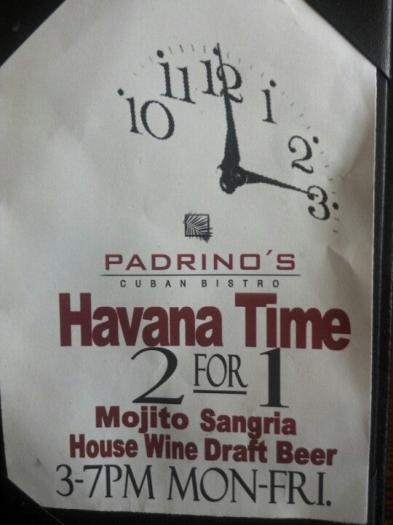 10 11 12 1 2 3
PADRINO'S
CUBAN BISTRO
Havana Time
2 FOR 1
Mojito Sangria
House Wine Draft Beer
3-7PM MON-FRI.